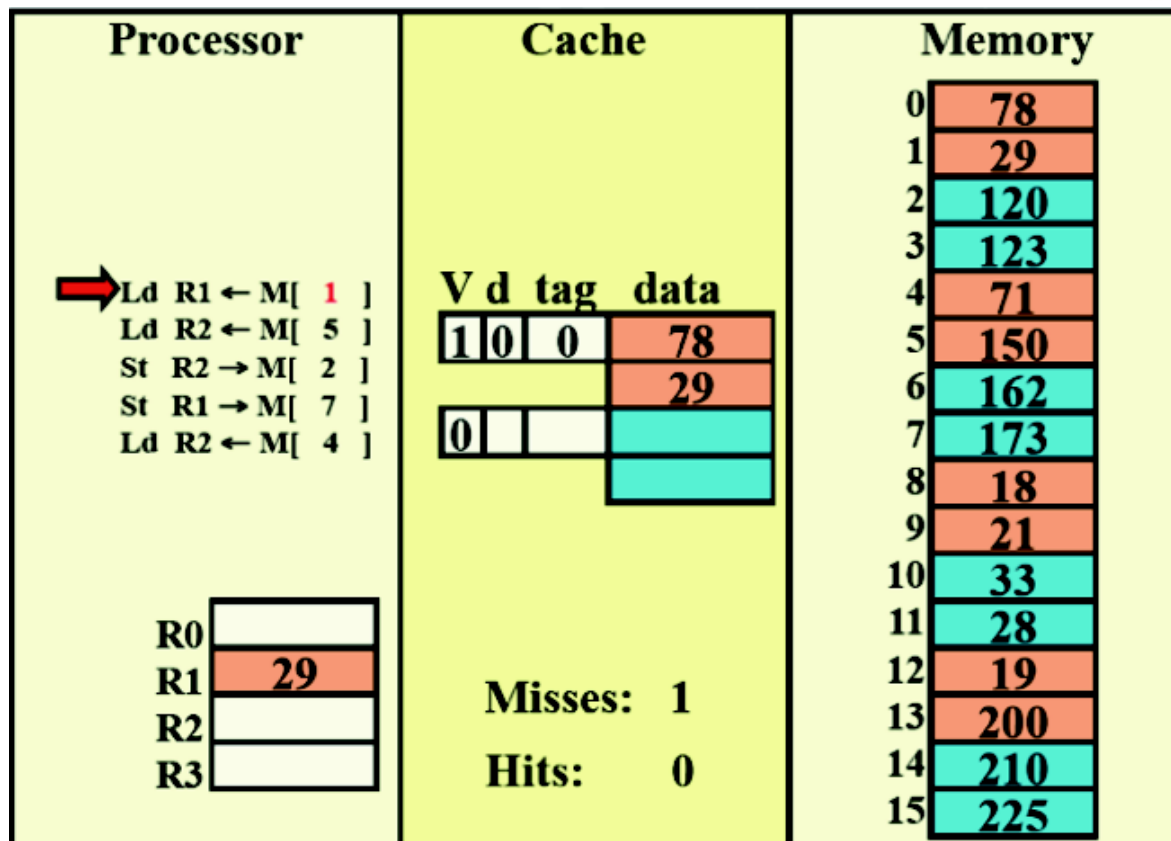 Processor
Ld R1 ← M[ 1 ]
Ld R2 ← M[ 5 ]
St R2 → M[ 2 ]
St R1 → M[ 7 ]
Ld R2 ← M[ 4 ]
R0
R1 29
R2
R3
Cache
V d tag data
1 0 0 78
29
0
Misses: 1
Hits: 0
Memory
0 78
1 29
2 120
3 123
4 71
5 150
6 162
7 173
8 18
9 21
10 33
11 28
12 19
13 200
14 210
15 225